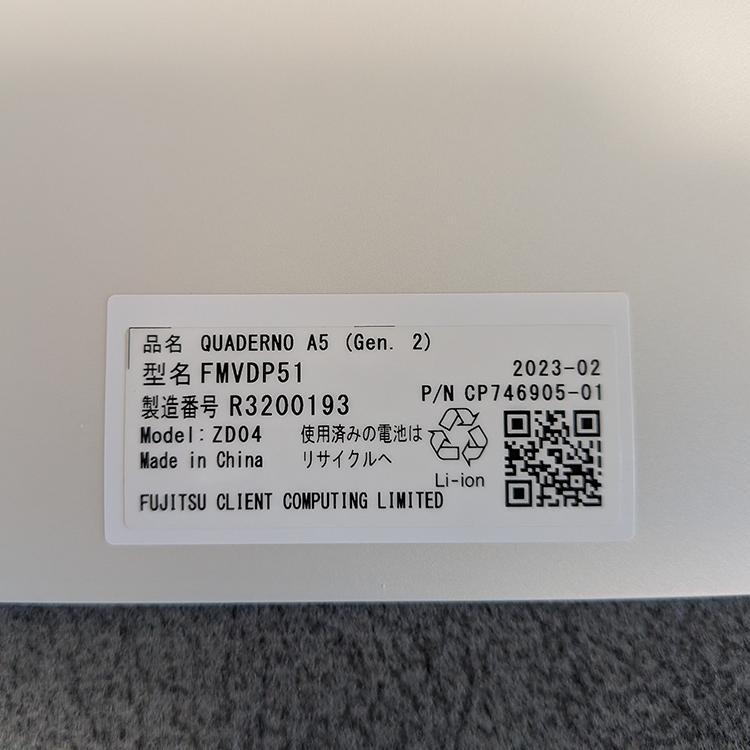 品名 QUADERNO A5 (Gen. 2)
型名 FMVDP51
2023-02
P/N CP746905-01
製造番号 R3200193
Model: ZD04
使用済みの電池は
Made in China
リサイクルへ
Li-ion
FUJITSU CLIENT COMPUTING LIMITED